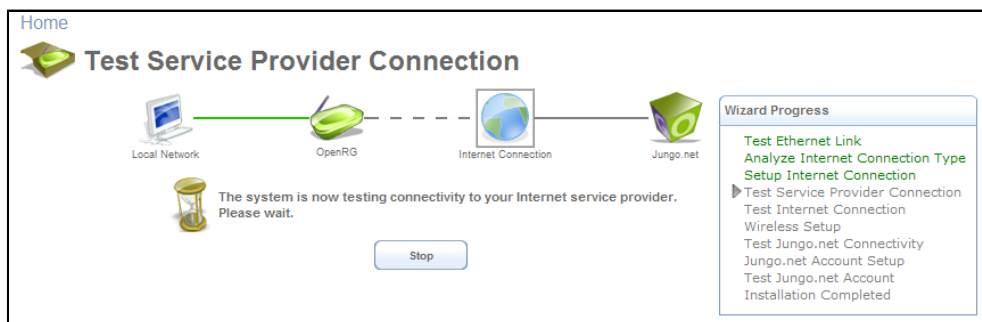 Home
Test Service Provider Connection
Local Network
OpenRG
Internet Connection
Jungo.net
The system is now testing connectivity to your Internet service provider.
Please wait.
Stop
Wizard Progress
Test Ethernet Link
Analyze Internet Connection Type
Setup Internet Connection
Test Service Provider Connection
Test Internet Connection
Wireless Setup
Test Jungo.net Connectivity
Jungo.net Account Setup
Test Jungo.net Account
Installation Completed